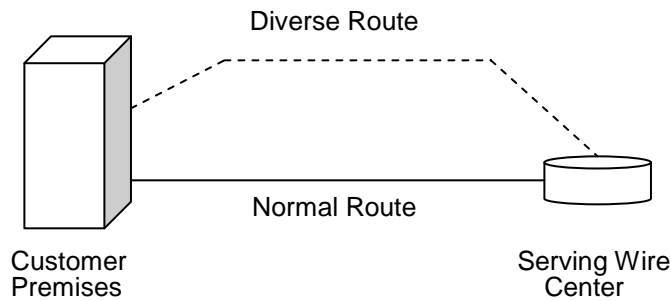 Diverse Route
Normal Route
Customer
Premises
Serving Wire
Center